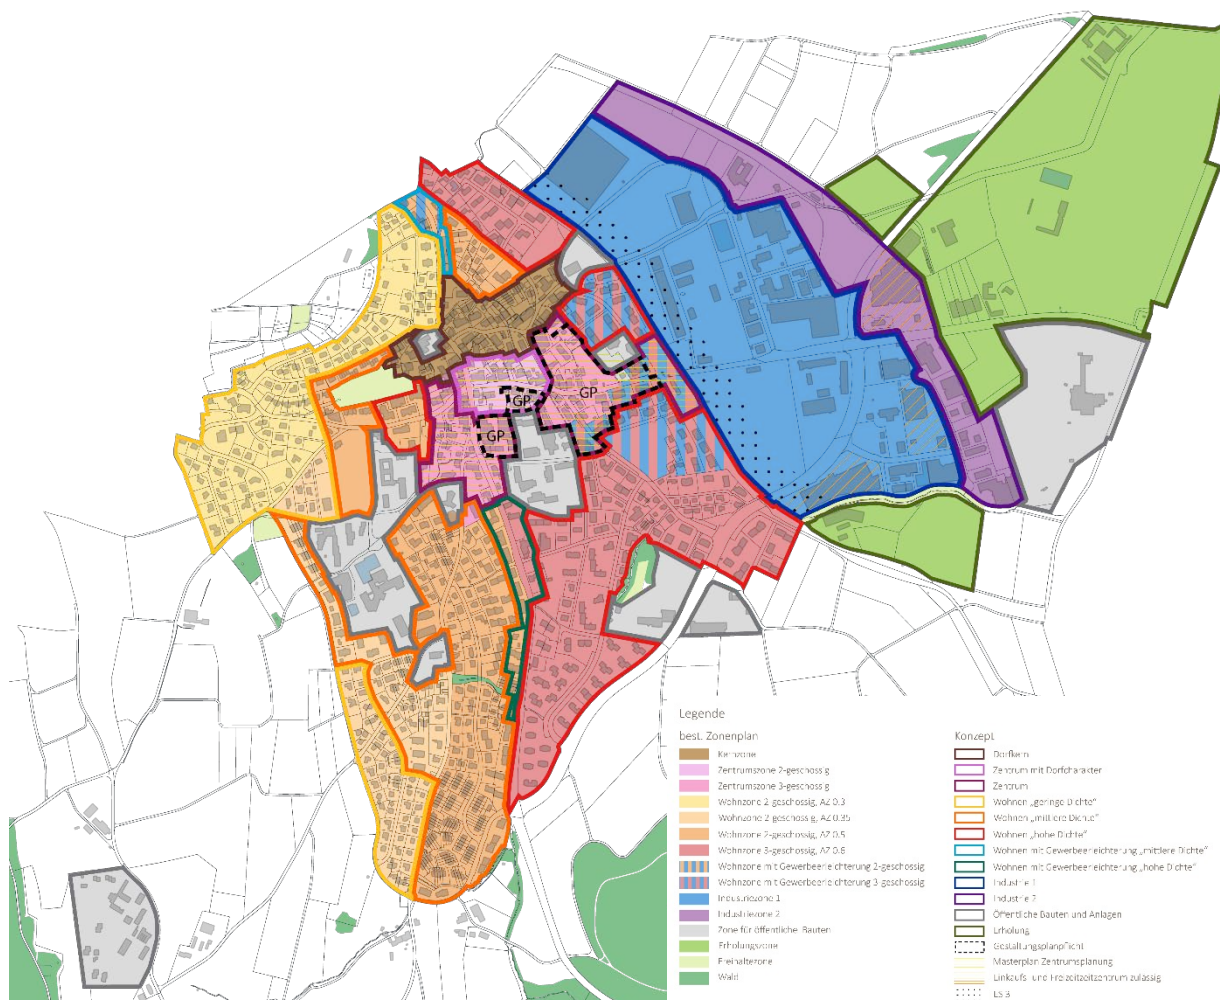 GP
GP
GP
Legende
best. Zonenplan
Kernzone
Zentrumszone 2-geschossig
Zentrumszone 3-geschossig
Wohnzone 2-geschossig, AZ 0.3
Wohnzone 2-geschossig, AZ 0.35
Wohnzone 2-geschossig, AZ 0.5
Wohnzone 3-geschossig, AZ 0.6
Wohnzone mit Gewerbeerleichterung 2-geschossig
Wohnzone mit Gewerbeerleichterung 3-geschossig
Industriezone 1
Industriezone 2
Zone für öffentliche Bauten
Erholungszone
Freihaltezone
Wald
Konzept
Dorfkern
Zentrum mit Dorfcharakter
Zentrum
Wohnen „geringe Dichte“
Wohnen „mittlere Dichte“
Wohnen „hohe Dichte“
Wohnen mit Gewerbeerleichterung „mittlere Dichte“
Wohnen mit Gewerbeerleichterung „hohe Dichte“
Industrie 1
Industrie 2
Öffentliche Bauten und Anlagen
Erholung
Gestaltungsplanpflicht
Masterplan Zentrumsplanung
Einkaufs- und Freizeitzeitzentrum zulässig
ES 3